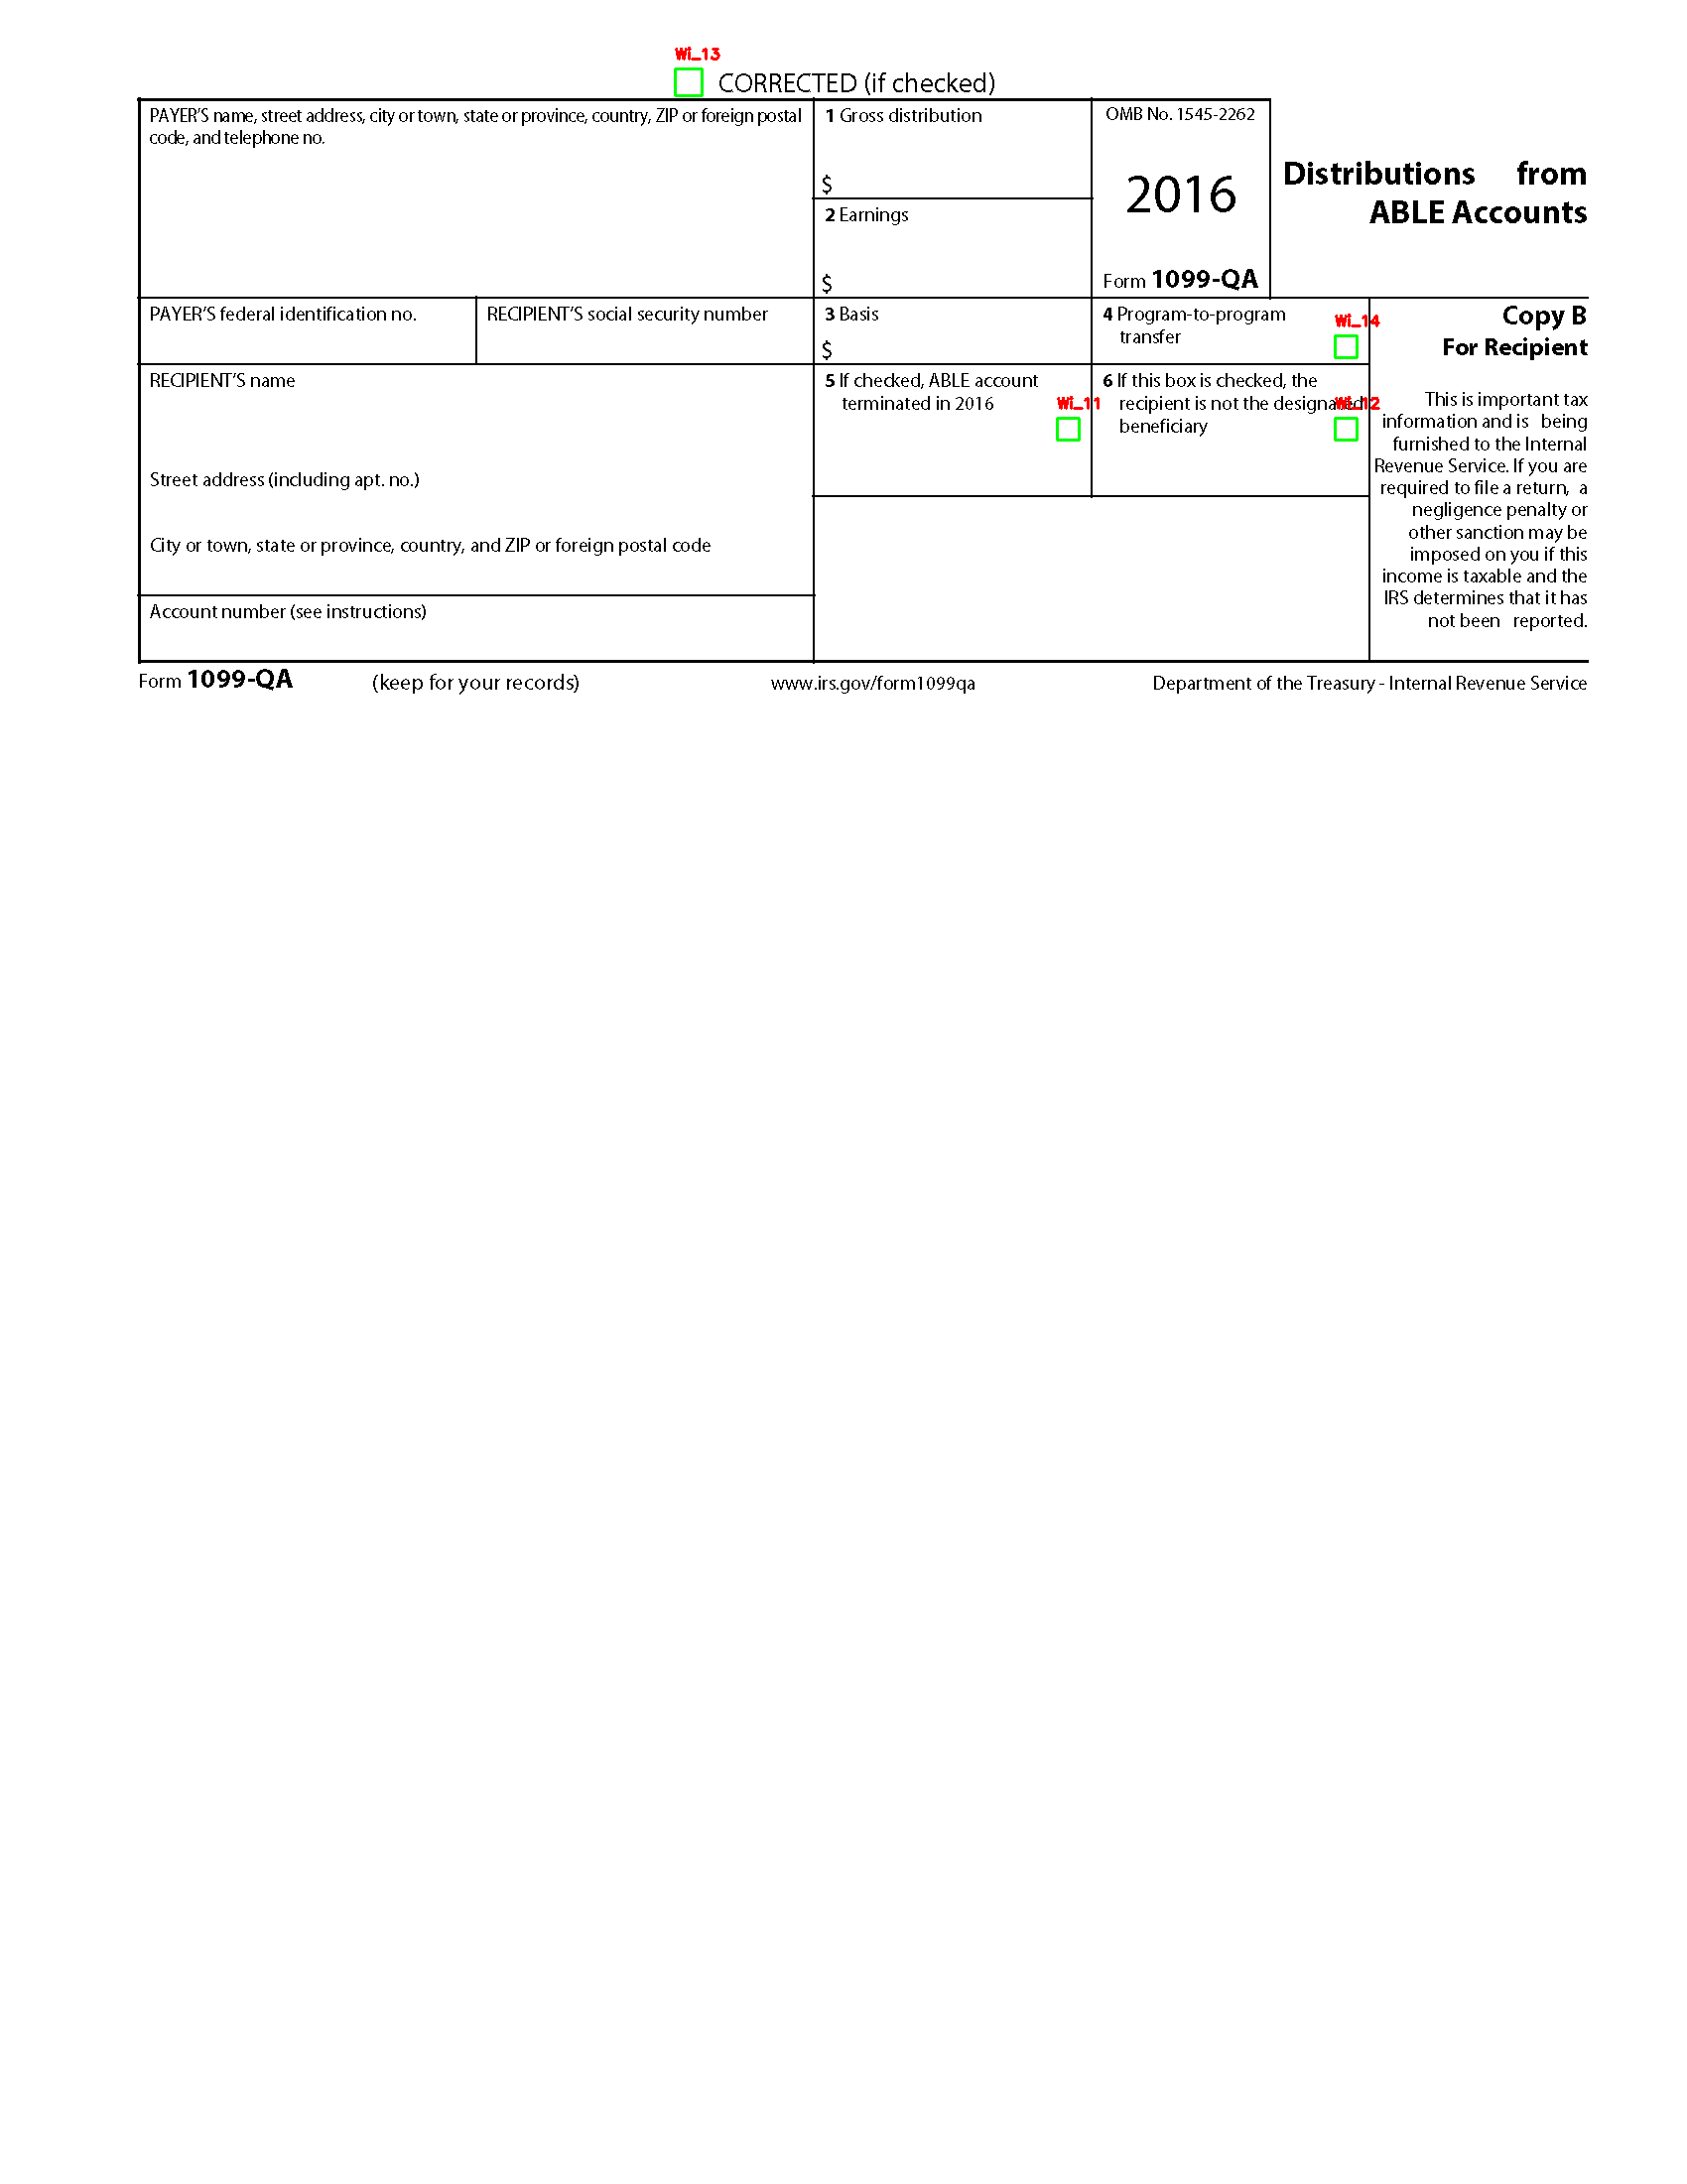 Wi_13
CORRECTED (if checked)
PAYER'S name, street address, city or town, state or province, country, ZIP or foreign postal
code, and telephone no.
1 Gross distribution
$
2 Earnings
$
OMB No. 1545-2262
2016
Form 1099-QA
Distributions from
ABLE Accounts
PAYER'S federal identification no.
RECIPIENT'S social security number
3 Basis
$
4 Program-to-program
transfer
Wi_14
Copy B
For Recipient
RECIPIENT'S name
5 If checked, ABLE account
terminated in 2016
Wi_11
6 If this box is checked, the
recipient is not the designated
beneficiary
Wi_12
This is important tax
information and is being
furnished to the Internal
Revenue Service. If you are
required to file a return, a
negligence penalty or
other sanction may be
imposed on you if this
income is taxable and the
IRS determines that it has
not been reported.
Street address (including apt. no.)
City or town, state or province, country, and ZIP or foreign postal code
Account number (see instructions)
Form 1099-QA
(keep for your records)
www.irs.gov/form1099qa
Department of the Treasury - Internal Revenue Service